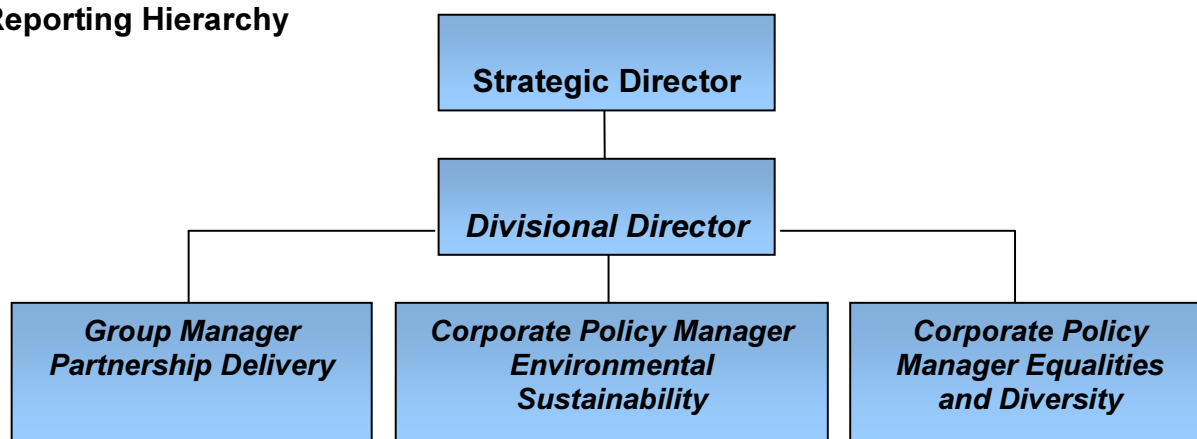 Reporting Hierarchy
Strategic Director
Divisional Director
Group Manager
Partnership Delivery
Corporate Policy Manager
Environmental
Sustainability
Corporate Policy
Manager Equalities
and Diversity